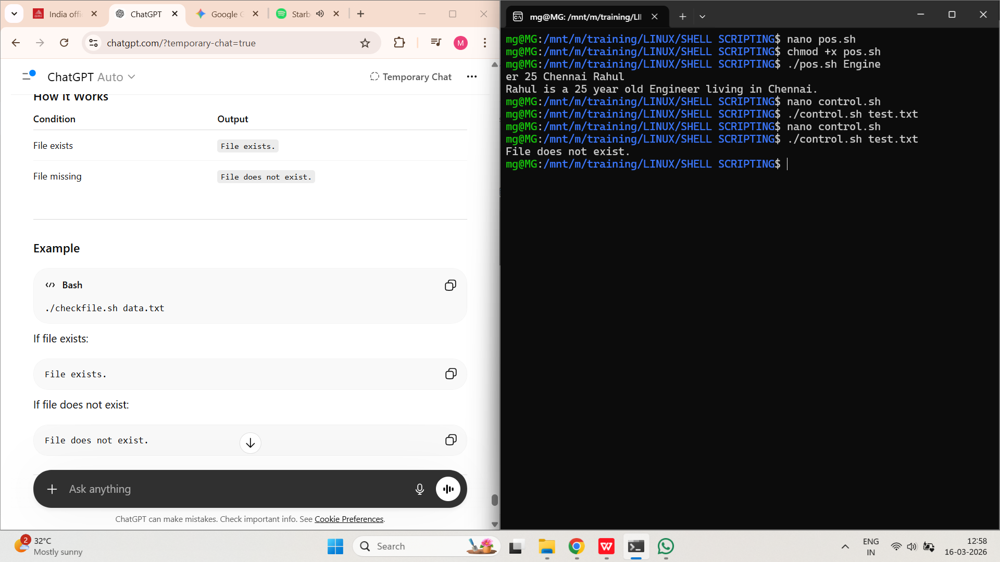 India offi
ChatGPT
Google G
Starb
chatgpt.com/?temporary-chat=true
M
ChatGPT Auto
Temporary Chat
How It Works
Condition Output
File exists File exists.
File missing File does not exist.
Example
Bash
./checkfile.sh data.txt
If file exists:
File exists.
If file does not exist:
File does not exist.
Ask anything
ChatGPT can make mistakes. Check important info. See Cookie Preferences.
mg@MG: /mnt/m/training/LI
mg@MG:/mnt/m/training/LINUX/SHELL SCRIPTING$ nano pos.sh
mg@MG:/mnt/m/training/LINUX/SHELL SCRIPTING$ chmod +x pos.sh
mg@MG:/mnt/m/training/LINUX/SHELL SCRIPTING$ ./pos.sh Engine
er 25 Chennai Rahul
Rahul is a 25 year old Engineer living in Chennai.
mg@MG:/mnt/m/training/LINUX/SHELL SCRIPTING$ nano control.sh
mg@MG:/mnt/m/training/LINUX/SHELL SCRIPTING$ ./control.sh test.txt
mg@MG:/mnt/m/training/LINUX/SHELL SCRIPTING$ nano control.sh
mg@MG:/mnt/m/training/LINUX/SHELL SCRIPTING$ ./control.sh test.txt
File does not exist.
mg@MG:/mnt/m/training/LINUX/SHELL SCRIPTING$
2
32°C
Mostly sunny
Search
ENG
IN
12:58
16-03-2026